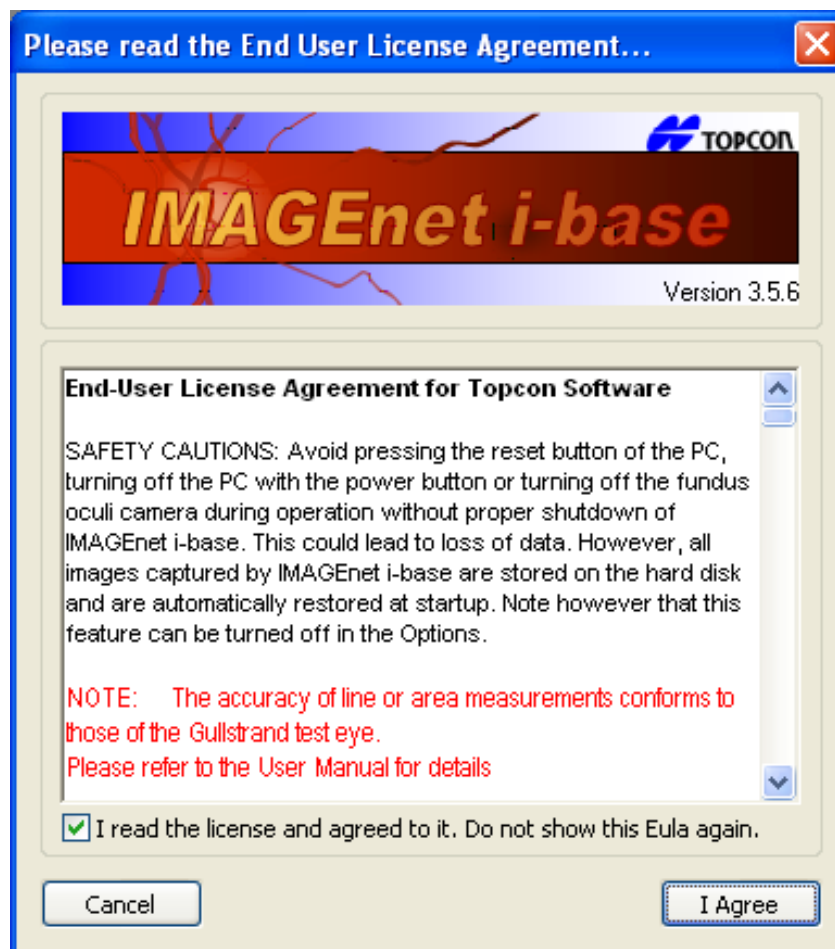 Please read the End User License Agreement...
TOPCON
IMAGEnet i-base
Version 3.5.6
End-User License Agreement for Topcon Software
SAFETY CAUTIONS: Avoid pressing the reset button of the PC,
turning off the PC with the power button or turning off the fundus
oculi camera during operation without proper shutdown of
IMAGEnet i-base. This could lead to loss of data. However, all
images captured by IMAGEnet i-base are stored on the hard disk
and are automatically restored at startup. Note however that this
feature can be turned off in the Options.
NOTE: The accuracy of line or area measurements conforms to
those of the Gullstrand test eye.
Please refer to the User Manual for details
I read the license and agreed to it. Do not show this Eula again.
Cancel
I Agree